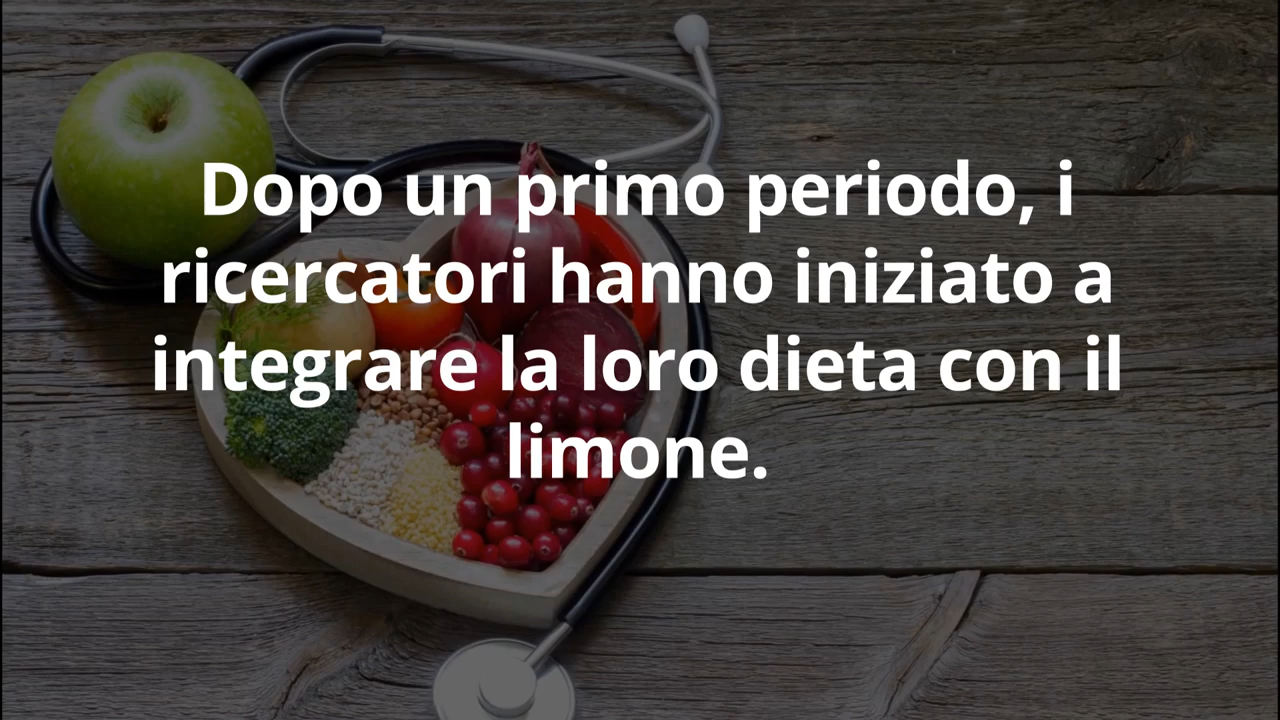 Dopo un primo periodo, i
ricercatori hanno iniziato a
integrare la loro dieta con il
limone.